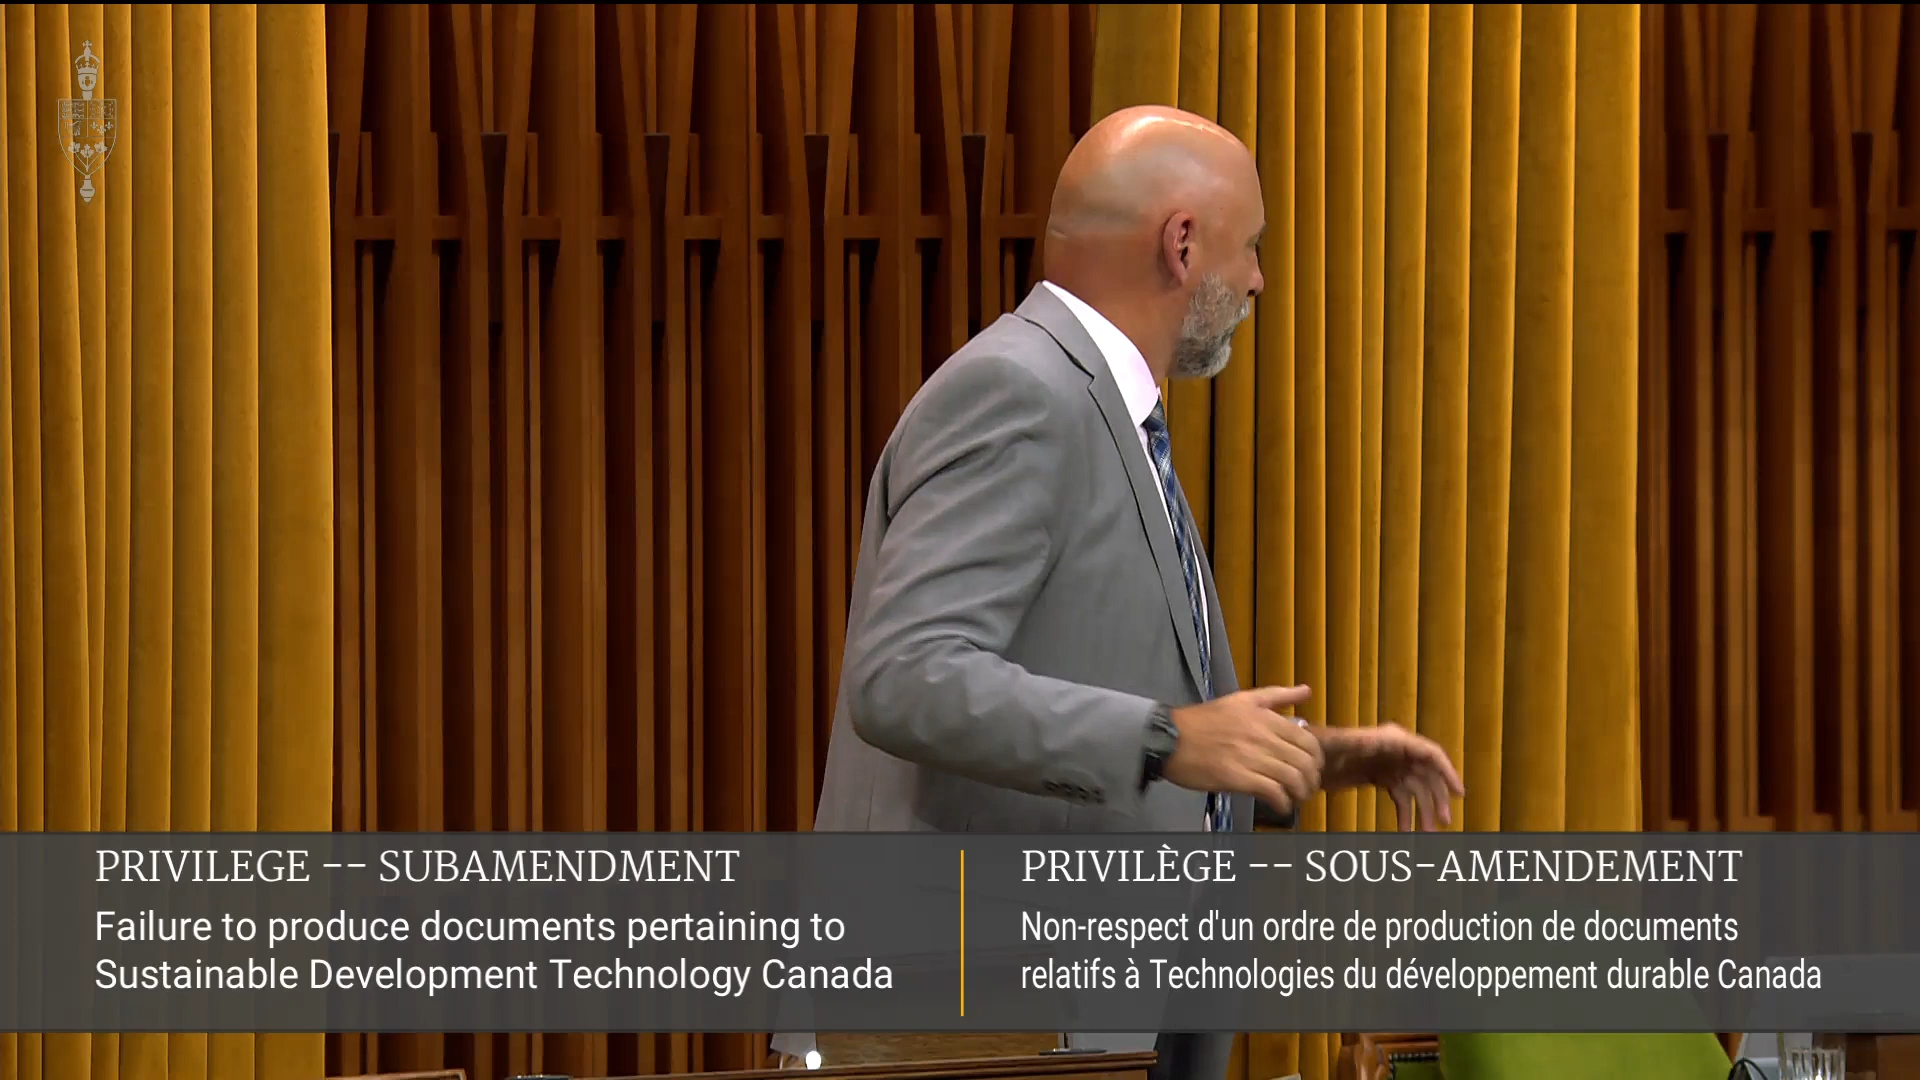 PRIVILEGE -- SUBAMENDMENT
Failure to produce documents pertaining to
Sustainable Development Technology Canada
PRIVILÈGE -- SOUS-AMENDEMENT
Non-respect d'un ordre de production de documents
relatifs à Technologies du développement durable Canada